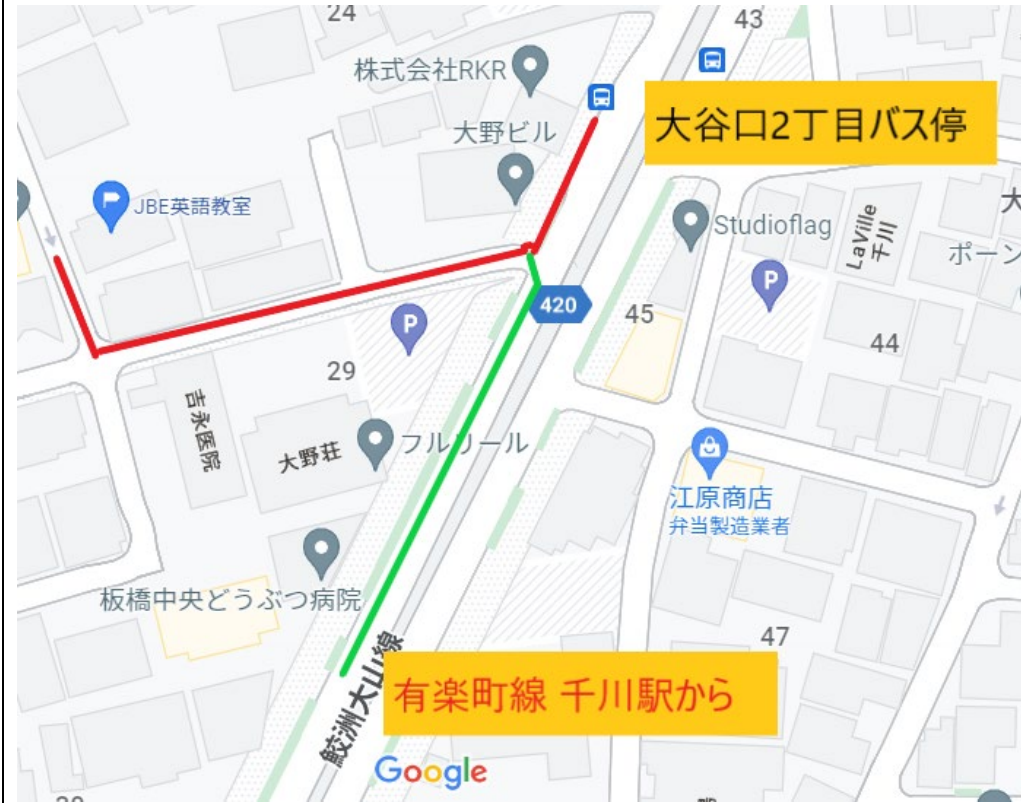 24
43
株式会社RKR
大野ビル
大谷口2丁目バス停
JBE英語教室
Studioflag
LaVille
千川
大
ポーン
420
45
44
29
吉永医院
大野荘
フルリール
江原商店
弁当製造業者
板橋中央どうぶつ病院
47
鮫洲大山線
有楽町線 千川駅から
Google